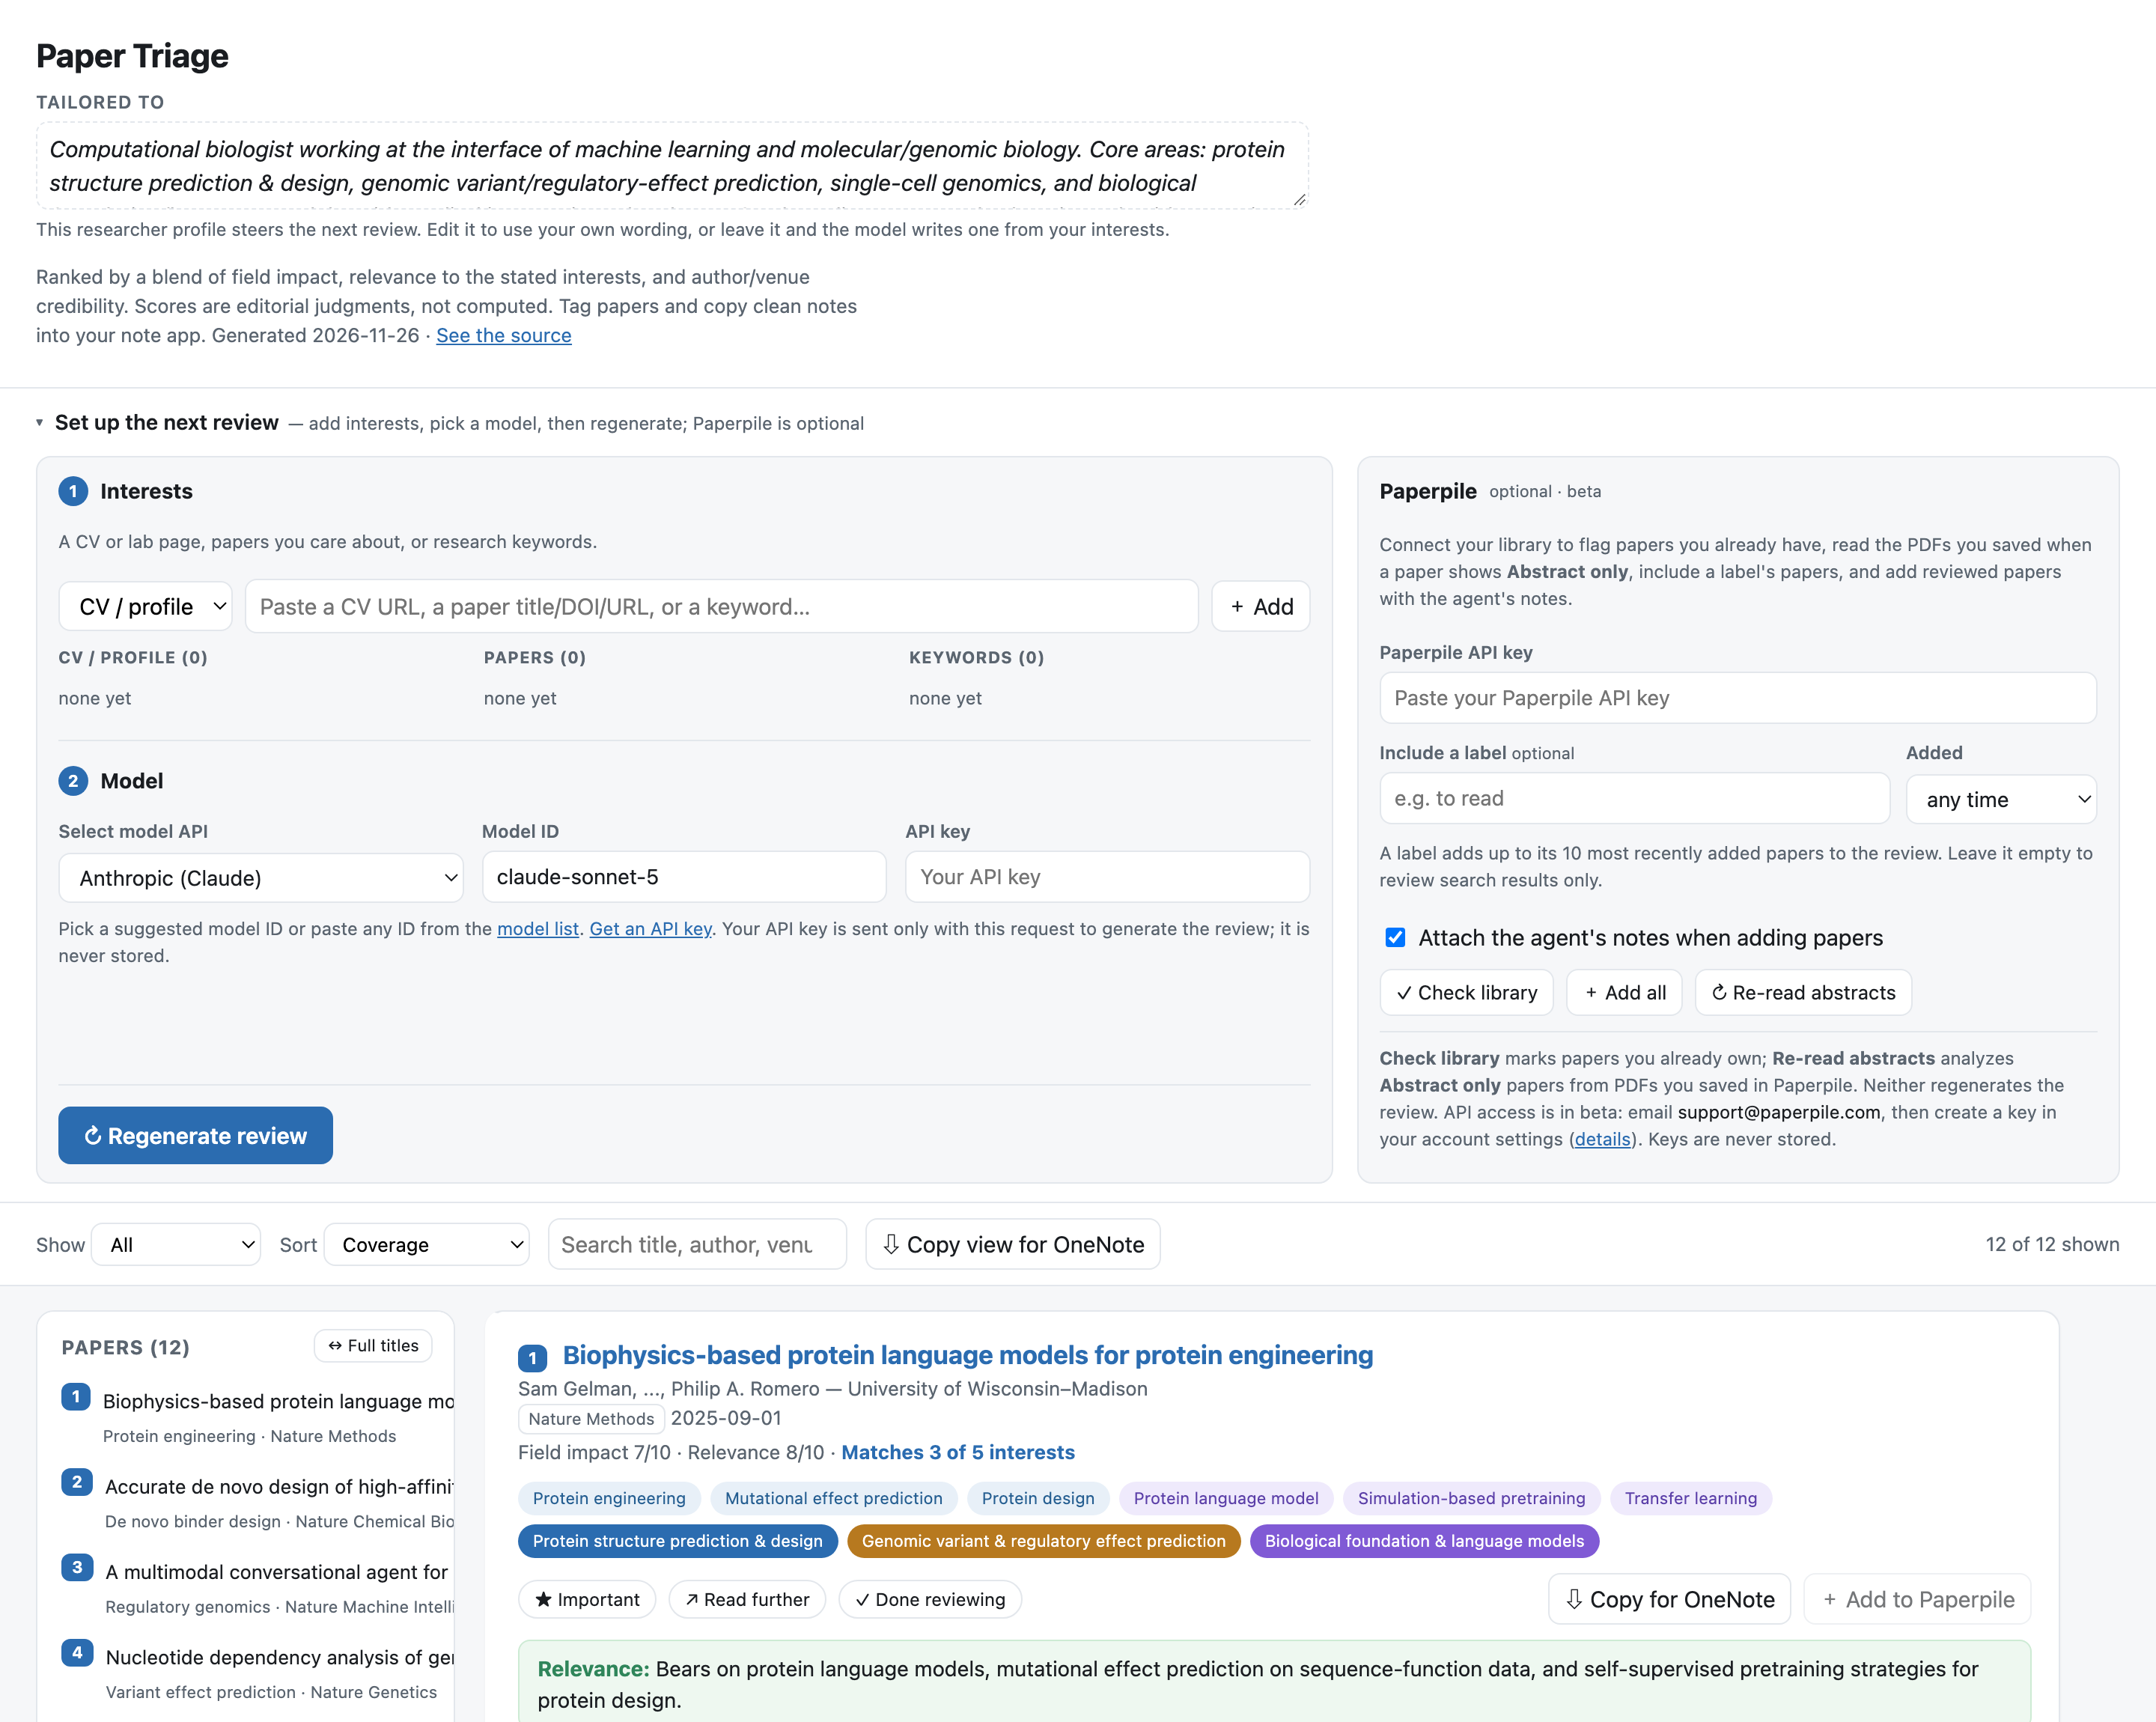 Paper Triage
TAILORED TO
Computational biologist working at the interface of machine learning and molecular/genomic biology. Core areas: protein
structure prediction & design, genomic variant/regulatory-effect prediction, single-cell genomics, and biological
This researcher profile steers the next review. Edit it to use your own wording, or leave it and the model writes one from your interests.
Ranked by a blend of field impact, relevance to the stated interests, and author/venue
credibility. Scores are editorial judgments, not computed. Tag papers and copy clean notes
into your note app. Generated 2026-11-26 · See the source
▾ Set up the next review — add interests, pick a model, then regenerate; Paperpile is optional
1 Interests
A CV or lab page, papers you care about, or research keywords.
CV / profile
Paste a CV URL, a paper title/DOI/URL, or a keyword...
+ Add
CV / PROFILE (0)
PAPERS (0)
KEYWORDS (0)
none yet
none yet
none yet
2 Model
Select model API
Model ID
API key
Anthropic (Claude)
claude-sonnet-5
Your API key
Pick a suggested model ID or paste any ID from the model list. Get an API key. Your API key is sent only with this request to generate the review; it is
never stored.
↻ Regenerate review
Paperpile optional · beta
Connect your library to flag papers you already have, read the PDFs you saved when
a paper shows Abstract only, include a label's papers, and add reviewed papers
with the agent's notes.
Paperpile API key
Paste your Paperpile API key
Include a label optional
Added
e.g. to read
any time
A label adds up to its 10 most recently added papers to the review. Leave it empty to
review search results only.
Attach the agent's notes when adding papers
✓ Check library
+ Add all
↻ Re-read abstracts
Check library marks papers you already own; Re-read abstracts analyzes
Abstract only papers from PDFs you saved in Paperpile. Neither regenerates the
review. API access is in beta: email support@paperpile.com, then create a key in
your account settings (details). Keys are never stored.
Show All
Sort Coverage
Search title, author, venu
⇩ Copy view for OneNote
12 of 12 shown
PAPERS (12)
↔ Full titles
1 Biophysics-based protein language mo
Protein engineering · Nature Methods
2 Accurate de novo design of high-affini
De novo binder design · Nature Chemical Bio
3 A multimodal conversational agent for
Regulatory genomics · Nature Machine Intelli
4 Nucleotide dependency analysis of ge
Variant effect prediction · Nature Genetics
1 Biophysics-based protein language models for protein engineering
Sam Gelman, ..., Philip A. Romero — University of Wisconsin–Madison
Nature Methods 2025-09-01
Field impact 7/10 · Relevance 8/10 · Matches 3 of 5 interests
Protein engineering
Mutational effect prediction
Protein design
Protein language model
Simulation-based pretraining
Transfer learning
Protein structure prediction & design
Genomic variant & regulatory effect prediction
Biological foundation & language models
★ Important
↗ Read further
✓ Done reviewing
⇩ Copy for OneNote
+ Add to Paperpile
Relevance: Bears on protein language models, mutational effect prediction on sequence-function data, and self-supervised pretraining strategies for
protein design.